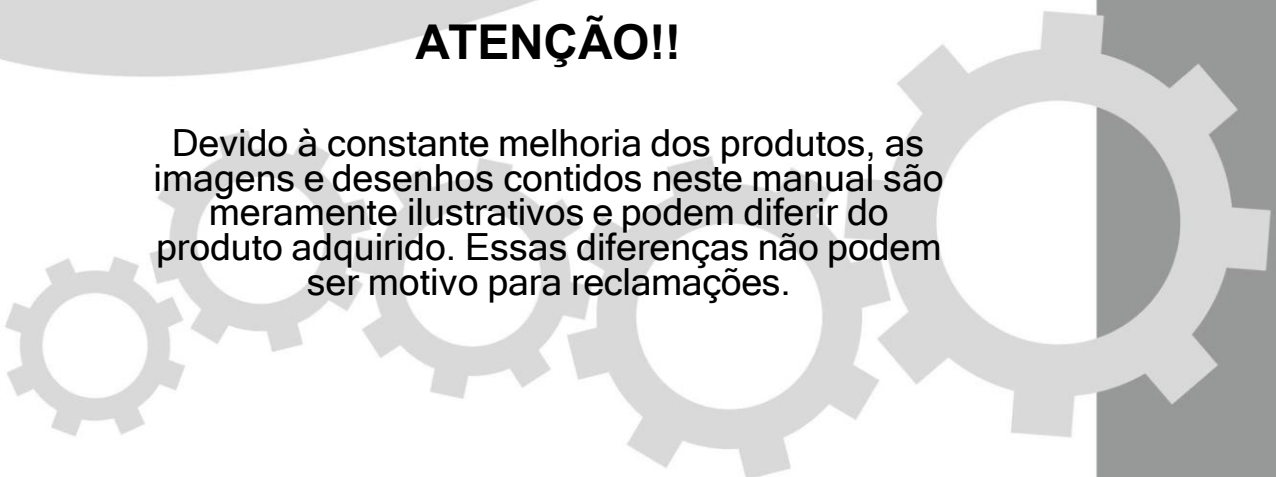 ATENÇÃO!!
Devido à constante melhoria dos produtos, as
imagens e desenhos contidos neste manual são
meramente ilustrativos e podem diferir do
produto adquirido. Essas diferenças não podem
ser motivo para reclamações.